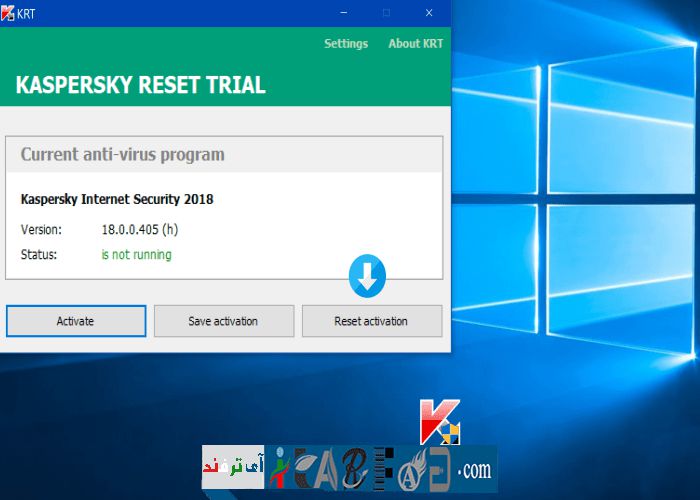 KRT
Settings About KRT
KASPERSKY RESET TRIAL
Current anti-virus program
Kaspersky Internet Security 2018
Version: 18.0.0.405 (h)
Status: is not running
Activate Save activation Reset activation
آی ترفند
.com